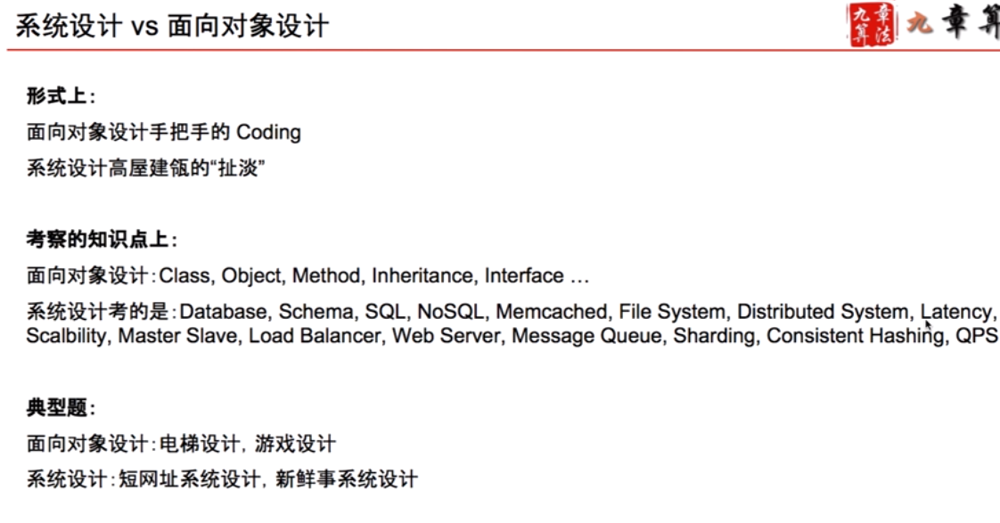 系统设计 vs 面向对象设计
九章算法
九章算
形式上：
面向对象设计手把手的 Coding
系统设计高屋建瓴的“扯淡”
考察的知识点上：
面向对象设计：Class, Object, Method, Inheritance, Interface …
系统设计考的是：Database, Schema, SQL, NoSQL, Memcached, File System, Distributed System, Latency,
Scalbility, Master Slave, Load Balancer, Web Server, Message Queue, Sharding, Consistent Hashing, QPS
典型题：
面向对象设计：电梯设计, 游戏设计
系统设计：短网址系统设计, 新鲜事系统设计